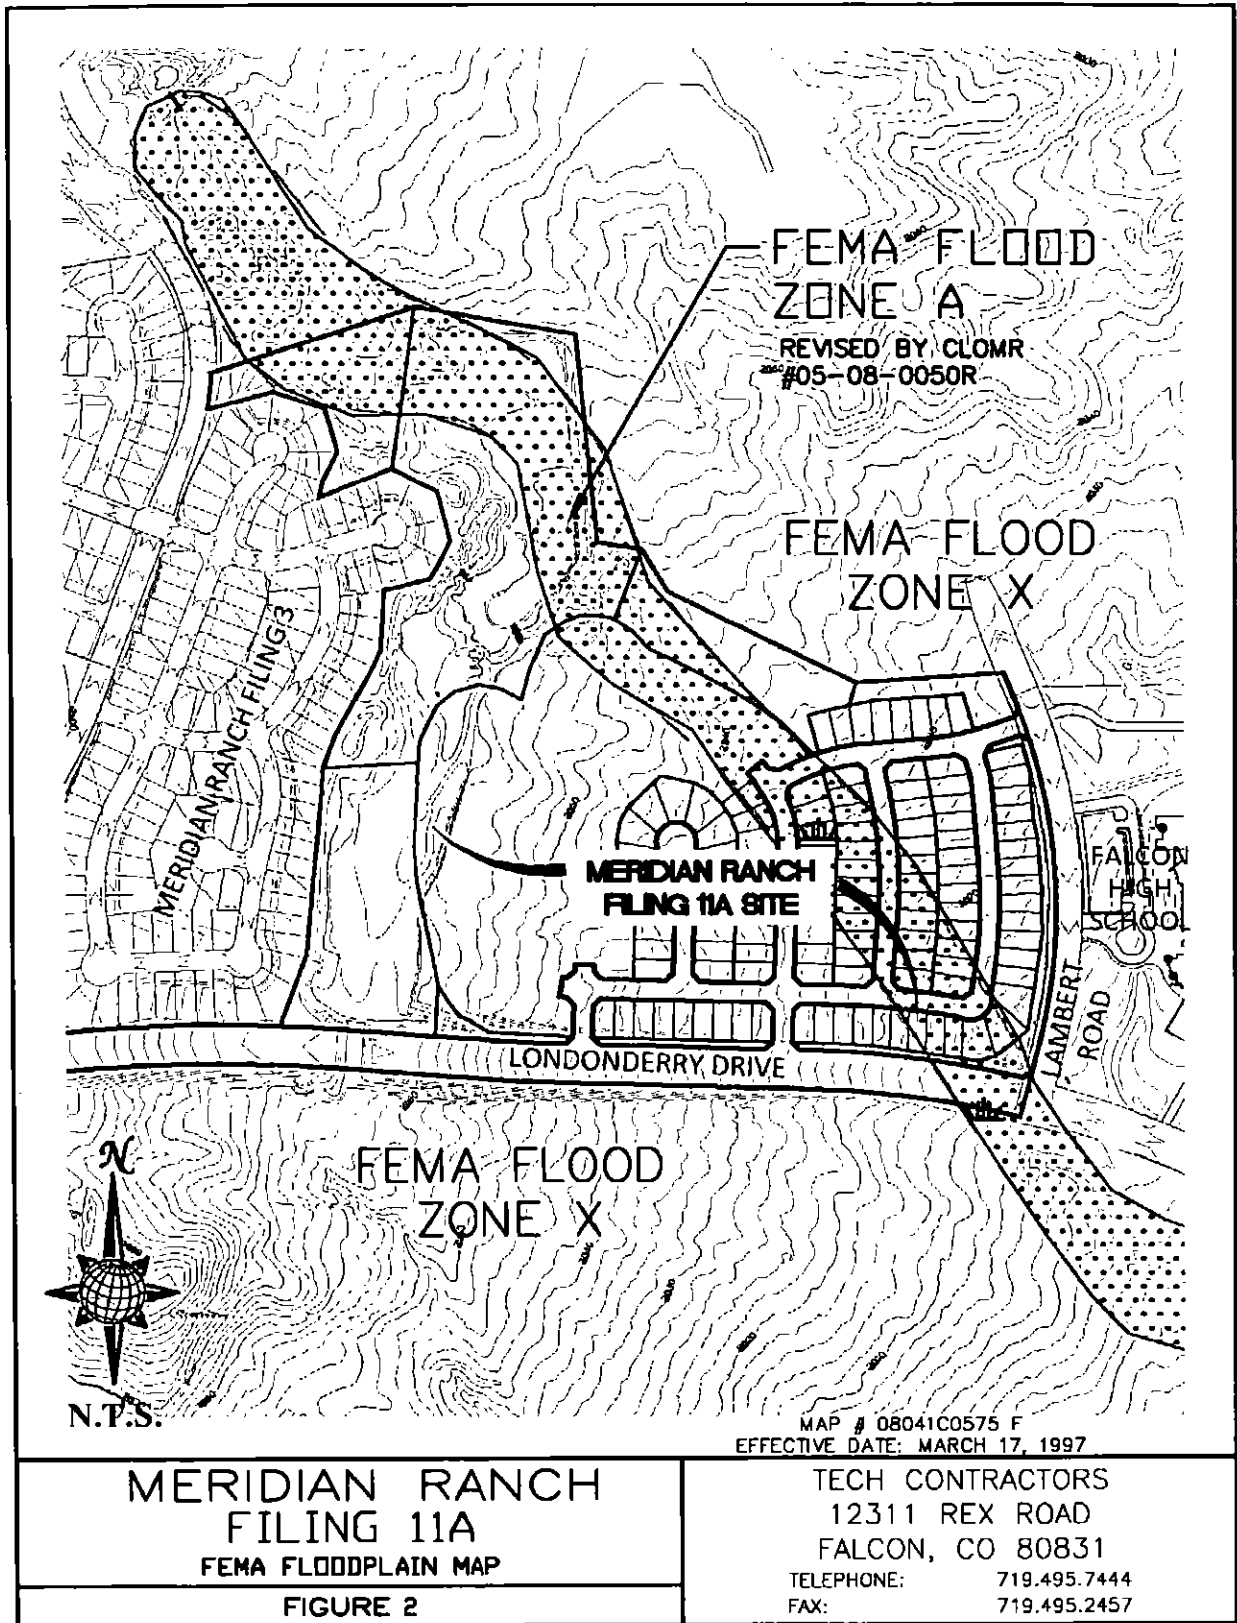 FEMA FLOOD
ZONE A
REVISED BY CLOMR
#05-08-0050R
FEMA FLOOD
ZONE X
MERIDIAN RANCH FILING 3
MERIDIAN RANCH
FILING 11A SITE
FALCON
HIGH
SCHOOL
LAMBERT
ROAD
LONDONDERRY DRIVE
FEMA FLOOD
ZONE X
N
N.T.S.
MAP # 08041C0575 F
EFFECTIVE DATE: MARCH 17, 1997
MERIDIAN RANCH
FILING 11A
FEMA FLOODPLAIN MAP
FIGURE 2
TECH CONTRACTORS
12311 REX ROAD
FALCON, CO 80831
TELEPHONE: 719.495.7444
FAX: 719.495.2457